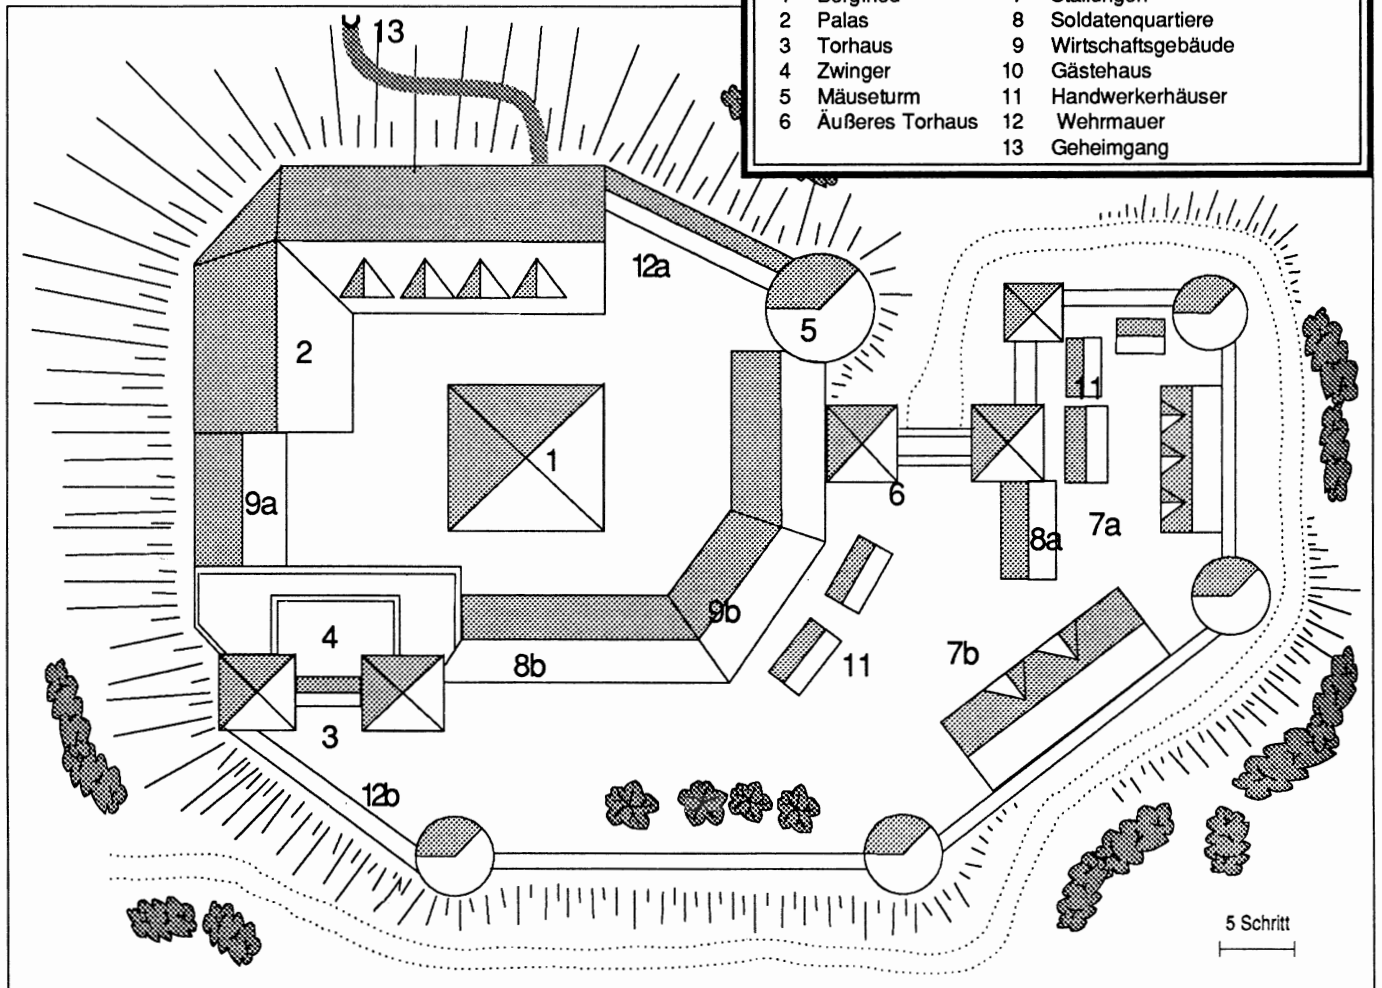 2 Palas 8 Soldatenquartiere
3 Torhaus 9 Wirtschaftsgebäude
4 Zwinger 10 Gästehaus
5 Mäuseturm 11 Handwerkerhäuser
6 Äußeres Torhaus 12 Wehrmauer
13 Geheimgang
13
12a
5
2
11
1
9a
6
7a
8a
4
9b
8b
11
7b
3
12b
5 Schritt